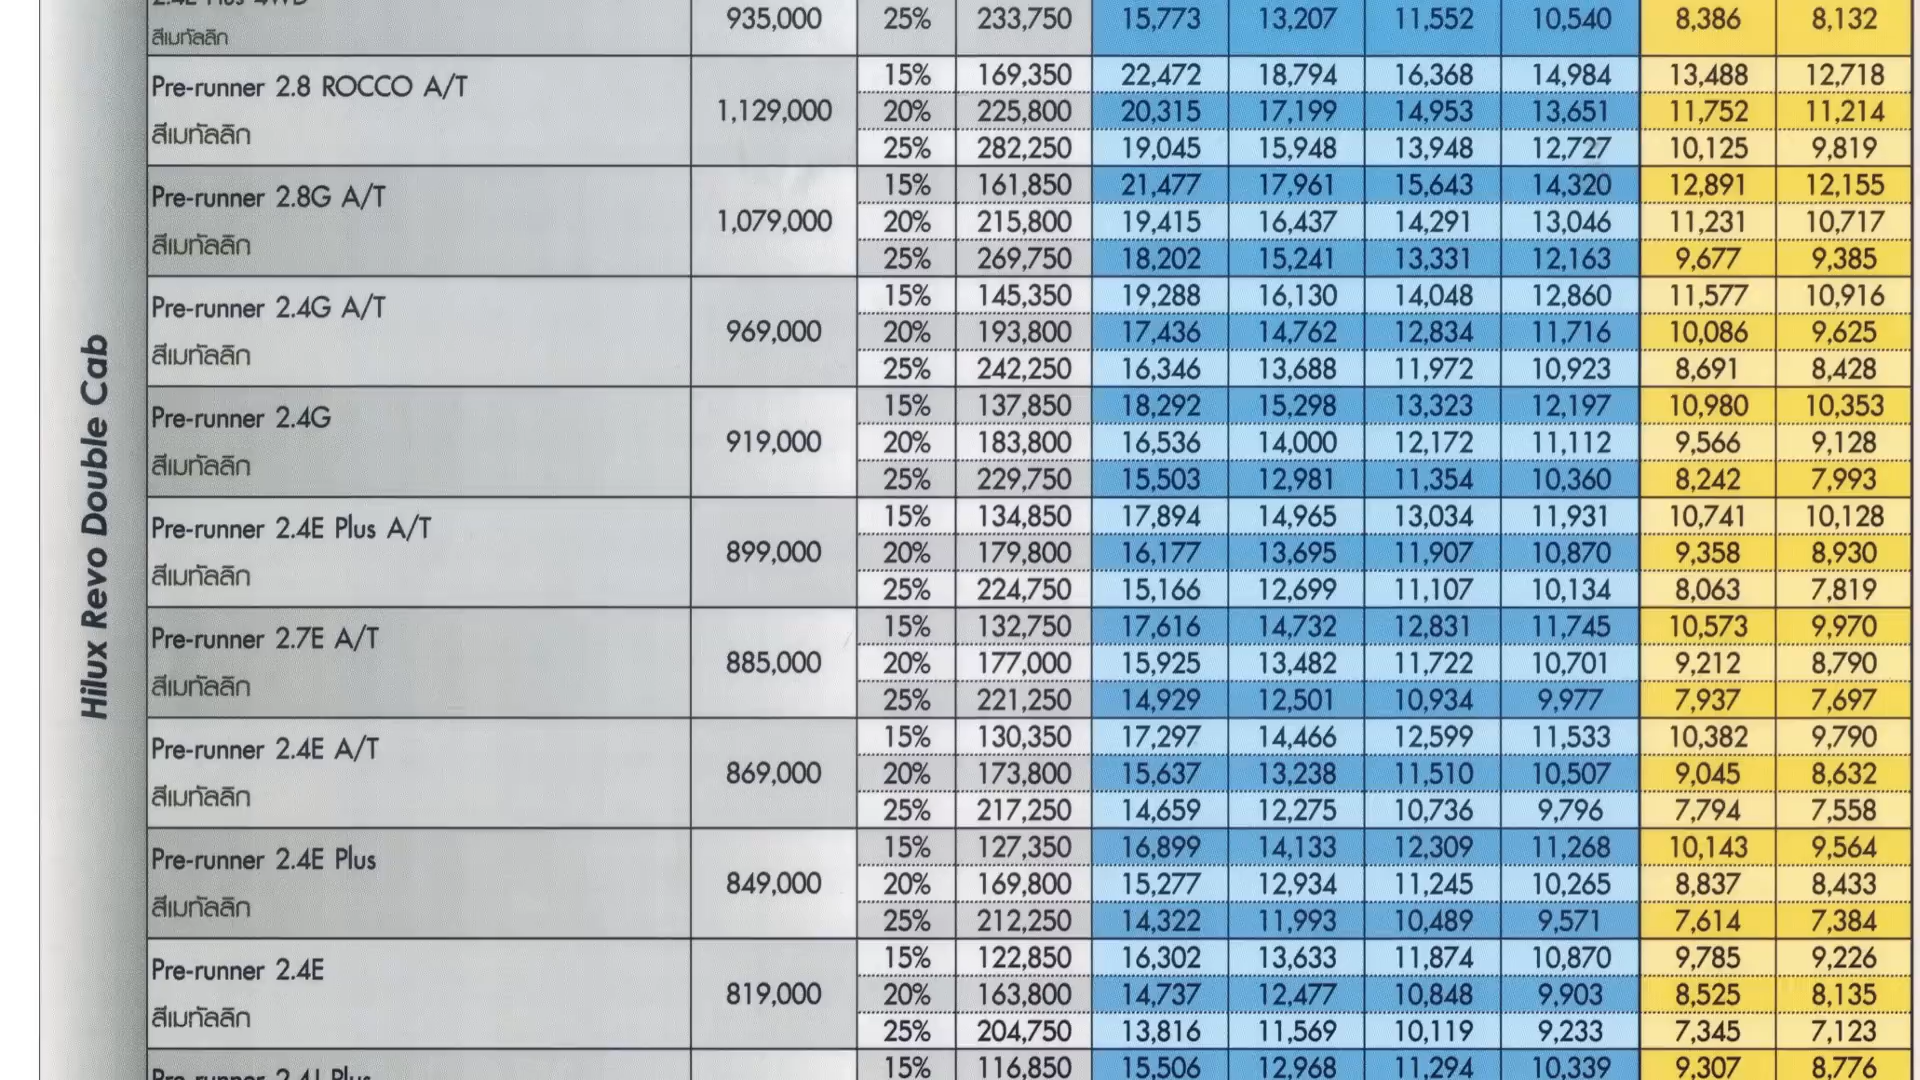 935,000 25% 233,750 15,773 13,207 11,552 10,540 8,386 8,132
สีเมทัลลิก
Hilux Revo Double Cab
Pre-runner 2.8 ROCCO A/T
สีเมทัลลิก
1,129,000
15% 169,350 22,472 18,794 16,368 14,984 13,488 12,718
20% 225,800 20,315 17,199 14,953 13,651 11,752 11,214
25% 282,250 19,045 15,948 13,948 12,727 10,125 9,819
Pre-runner 2.8G A/T
สีเมทัลลิก
1,079,000
15% 161,850 21,477 17,961 15,643 14,320 12,891 12,155
20% 215,800 19,415 16,437 14,291 13,046 11,231 10,717
25% 269,750 18,202 15,241 13,331 12,163 9,677 9,385
Pre-runner 2.4G A/T
สีเมทัลลิก
969,000
15% 145,350 19,288 16,130 14,048 12,860 11,577 10,916
20% 193,800 17,436 14,762 12,834 11,716 10,086 9,625
25% 242,250 16,346 13,688 11,972 10,923 8,691 8,428
Pre-runner 2.4G
สีเมทัลลิก
919,000
15% 137,850 18,292 15,298 13,323 12,197 10,980 10,353
20% 183,800 16,536 14,000 12,172 11,112 9,566 9,128
25% 229,750 15,503 12,981 11,354 10,360 8,242 7,993
Pre-runner 2.4E Plus A/T
สีเมทัลลิก
899,000
15% 134,850 17,894 14,965 13,034 11,931 10,741 10,128
20% 179,800 16,177 13,695 11,907 10,870 9,358 8,930
25% 224,750 15,166 12,699 11,107 10,134 8,063 7,819
Pre-runner 2.7E A/T
สีเมทัลลิก
885,000
15% 132,750 17,616 14,732 12,831 11,745 10,573 9,970
20% 177,000 15,925 13,482 11,722 10,701 9,212 8,790
25% 221,250 14,929 12,501 10,934 9,977 7,937 7,697
Pre-runner 2.4E A/T
สีเมทัลลิก
869,000
15% 130,350 17,297 14,466 12,599 11,533 10,382 9,790
20% 173,800 15,637 13,238 11,510 10,507 9,045 8,632
25% 217,250 14,659 12,275 10,736 9,796 7,794 7,558
Pre-runner 2.4E Plus
สีเมทัลลิก
849,000
15% 127,350 16,899 14,133 12,309 11,268 10,143 9,564
20% 169,800 15,277 12,934 11,245 10,265 8,837 8,433
25% 212,250 14,322 11,993 10,489 9,571 7,614 7,384
Pre-runner 2.4E
สีเมทัลลิก
819,000
15% 122,850 16,302 13,633 11,874 10,870 9,785 9,226
20% 163,800 14,737 12,477 10,848 9,903 8,525 8,135
25% 204,750 13,816 11,569 10,119 9,233 7,345 7,123
Pre-runner 2.4J Plus
15% 116,850 15,506 12,968 11,294 10,339 9,307 8,776